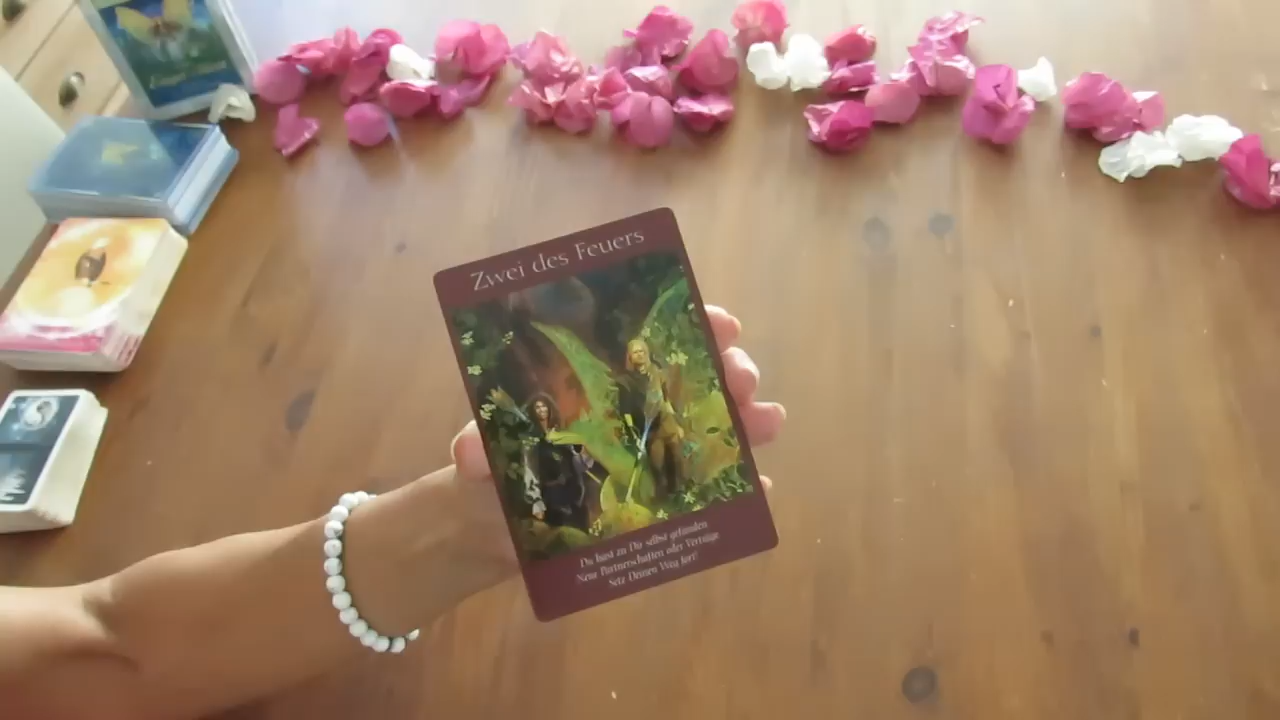 Zwei des Feuers
Du hast zu Dir selbst gefunden
Neue Partnerschaften oder Verträge
Setz Deinen Weg fort!